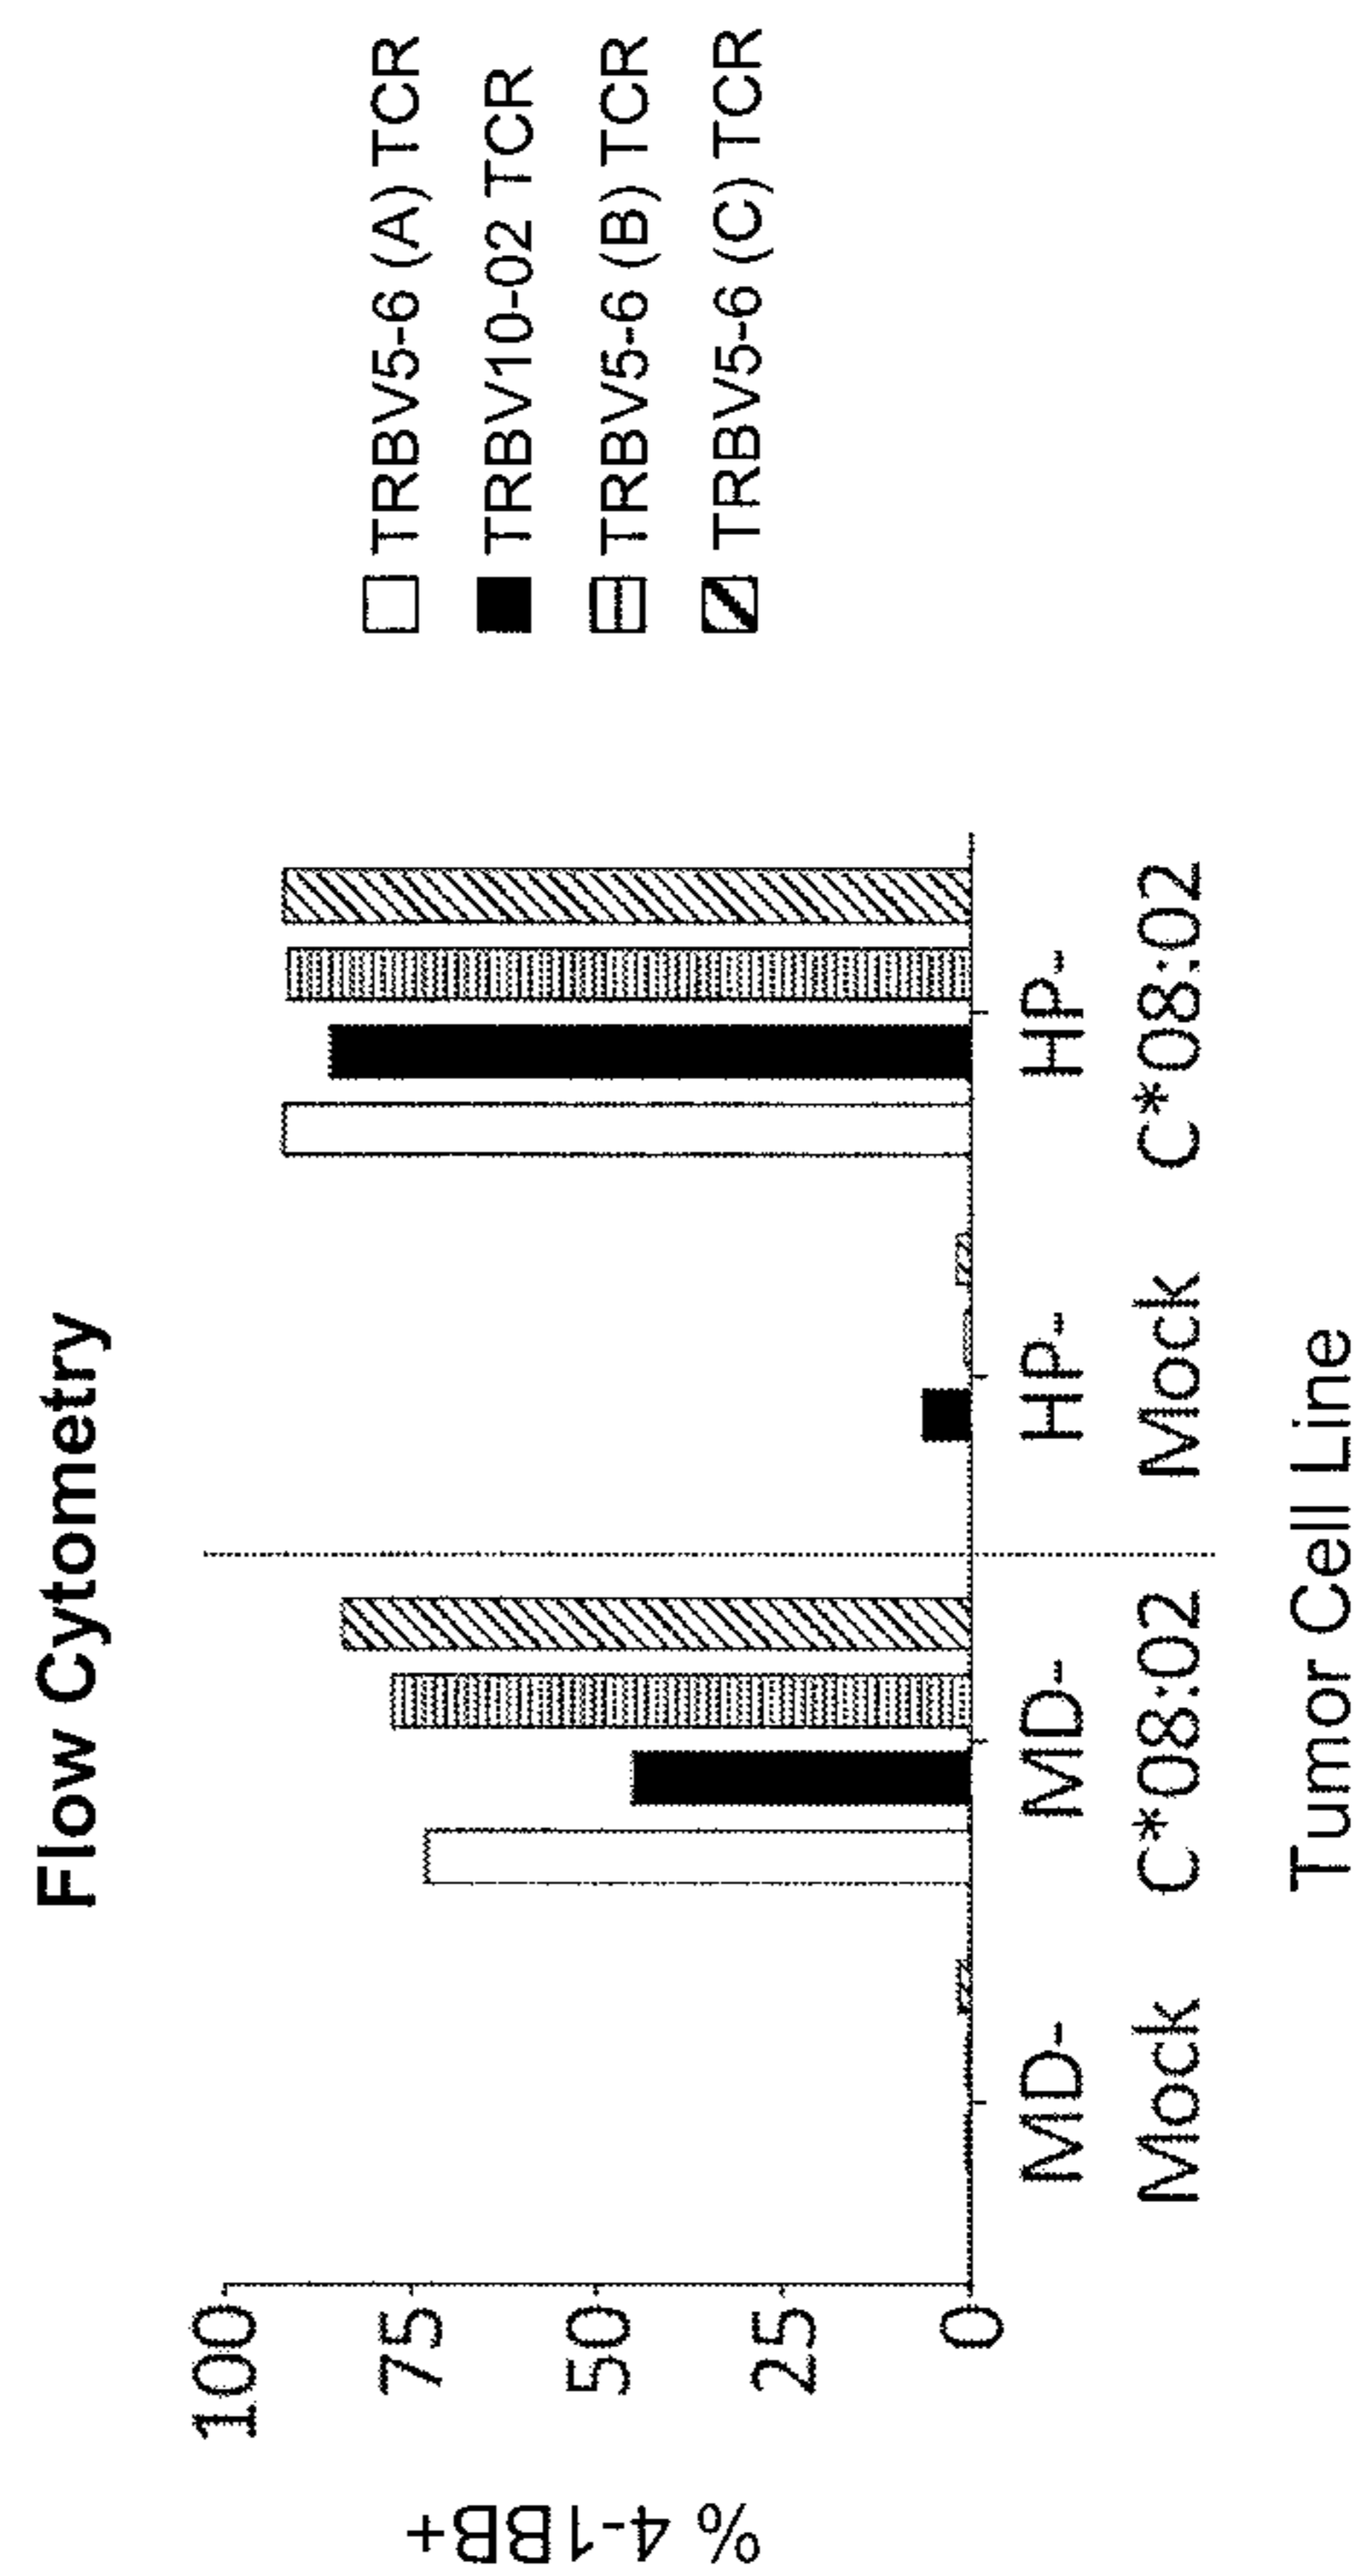 Flow Cytometry
% 4-1BB+
100
75
50
25
0
MD-
Mock
MD-
C*08:02
HP-
Mock
HP-
C*08:02
Tumor Cell Line
TRBV5-6 (A) TCR
TRBV10-02 TCR
TRBV5-6 (B) TCR
TRBV5-6 (C) TCR